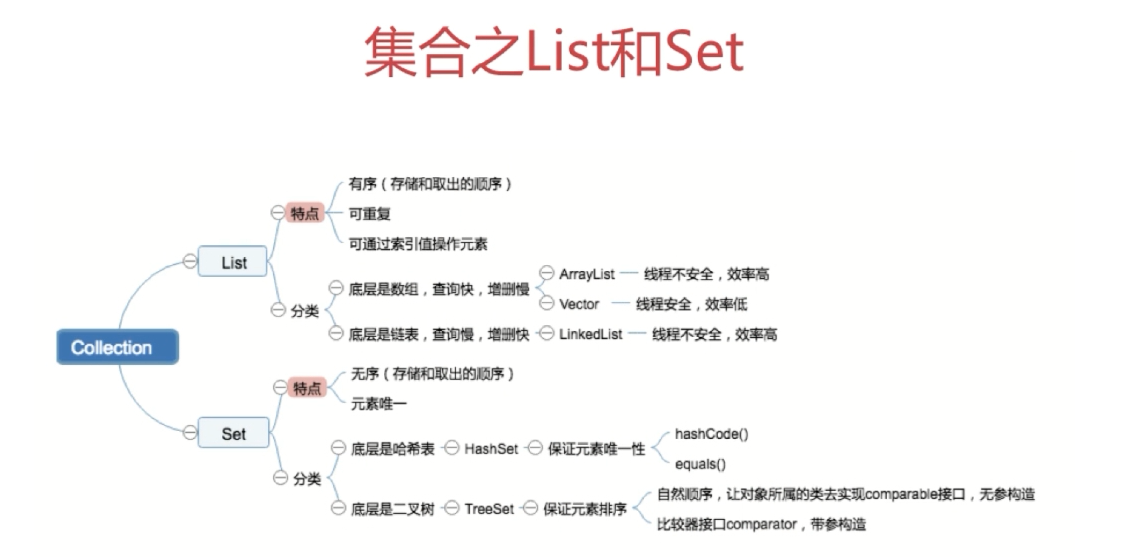 集合之List和Set
有序（存储和取出的顺序）
特点
可重复
可通过索引值操作元素
List
ArrayList
线程不安全，效率高
底层是数组，查询快，增删慢
分类
Vector
线程安全，效率低
底层是链表，查询慢，增删快
LinkedList
线程不安全，效率高
Collection
无序（存储和取出的顺序）
特点
元素唯一
Set
hashCode()
底层是哈希表
HashSet
保证元素唯一性
equals()
分类
自然顺序，让对象所属的类去实现comparable接口，无参构造
底层是二叉树
TreeSet
保证元素排序
比较器接口comparator，带参构造